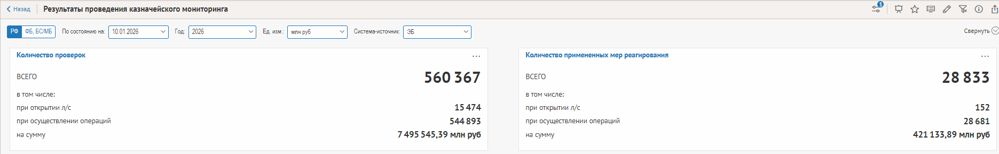 Назад Результаты проведения казначейского мониторинга 1
РФ ФБ, БС/МБ По состоянию на: 10.01.2026 Год: 2026 Ед. изм.: млн руб Система-источник: ЭБ Свернуть
Количество проверок ...
ВСЕГО 560 367
в том числе:
при открытии л/с 15 474
при осуществлении операций 544 893
на сумму 7 495 545,39 млн руб
Количество примененных мер реагирования ...
ВСЕГО 28 833
в том числе:
при открытии л/с 152
при осуществлении операций 28 681
на сумму 421 133,89 млн руб